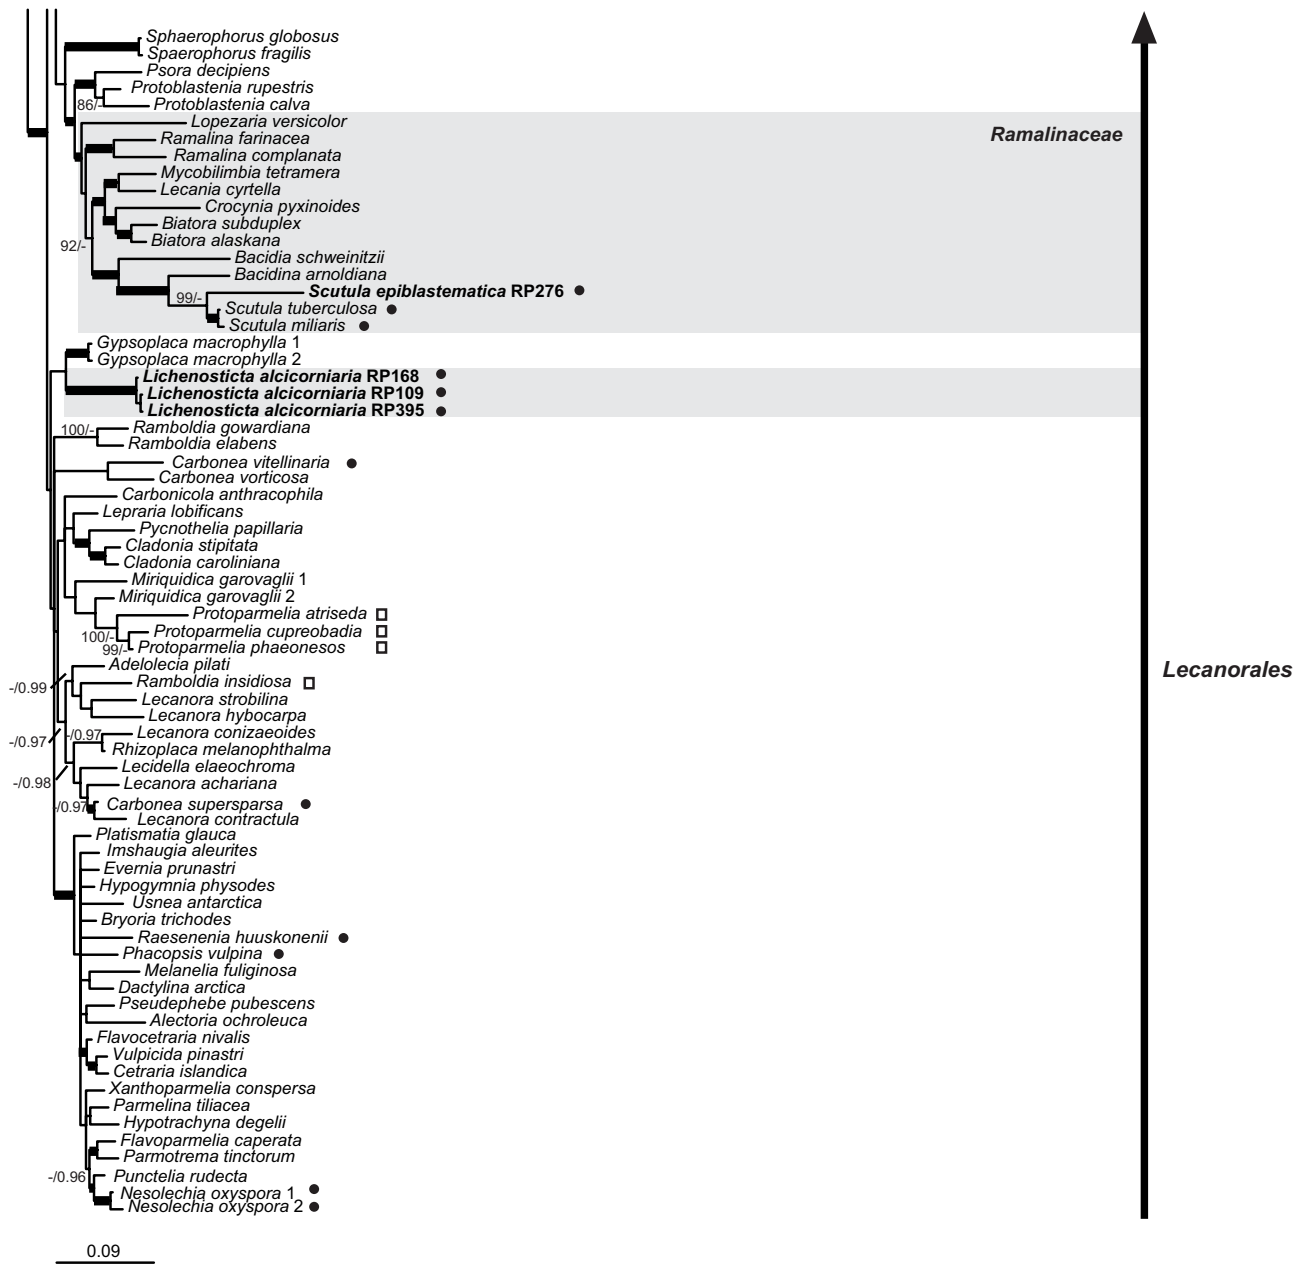 Sphaerophorus globosus
Spaerophorus fragilis
Psora decipiens
Protoblastenia rupestris
86/-
Protoblastenia calva
Lopezaria versicolor
Ramalinaceae
Ramalina farinacea
Ramalina complanata
Mycobilimbia tetramera
Lecania cyrtella
Crocynia pyxinoides
Biatora subduplex
Biatora alaskana
92/-
Bacidia schweinitzii
Bacidina arnoldiana
Scutula epiblastematica RP276
99/-
Scutula tuberculosa
Scutula miliaris
Gypsoplaca macrophylla 1
Gypsoplaca macrophylla 2
Lichenosticta alcicorniaria RP168
Lichenosticta alcicorniaria RP109
Lichenosticta alcicorniaria RP395
100/-
Ramboldia gowardiana
Ramboldia elabens
Carbonea vitellinaria
Carbonea vorticosa
Carbonicola anthracophila
Lepraria lobificans
Pycnothelia papillaria
Cladonia stipitata
Cladonia caroliniana
Miriquidica garovaglii 1
Miriquidica garovaglii 2
Protoparmelia atriseda
100/-
Protoparmelia cupreobadia
99/-
Protoparmelia phaeonesos
Adelolecia pilati
Lecanorales
-/0.99
Ramboldia insidiosa
Lecanora strobilina
Lecanora hybocarpa
-/0.97
-/0.97
Lecanora conizaeoides
Rhizoplaca melanophthalma
Lecidella elaeochroma
-/0.98
Lecanora achariana
-/0.97
Carbonea supersparsa
Lecanora contractula
Platismatia glauca
Imshaugia aleurites
Evernia prunastri
Hypogymnia physodes
Usnea antarctica
Bryoria trichodes
Raesenenia huuskonenii
Phacopsis vulpina
Melanelia fuliginosa
Dactylina arctica
Pseudephebe pubescens
Alectoria ochroleuca
Flavocetraria nivalis
Vulpicida pinastri
Cetraria islandica
Xanthoparmelia conspersa
Parmelina tiliacea
Hypotrachyna degelii
Flavoparmelia caperata
Parmotrema tinctorum
-/0.96
Punctelia rudecta
Nesolechia oxyspora 1
Nesolechia oxyspora 2
0.09